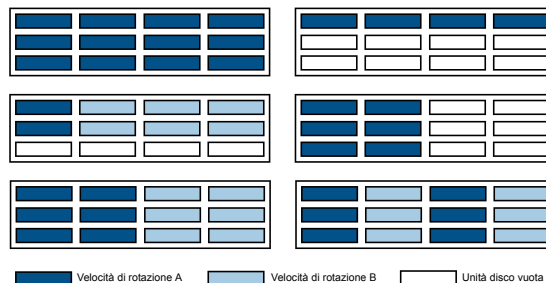 Velocità di rotazione A
Velocità di rotazione B
Unità disco vuota